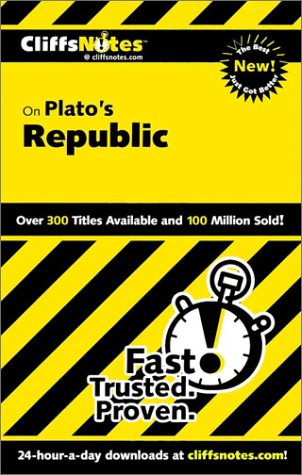 CliffsNotes™
@ cliffsnotes.com
The Best
New!
Just Got Better
On Plato's
Republic
Over 300 Titles Available and 100 Million Sold!
Fast.
Trusted.
Proven.
24-hour-a-day downloads at cliffsnotes.com!